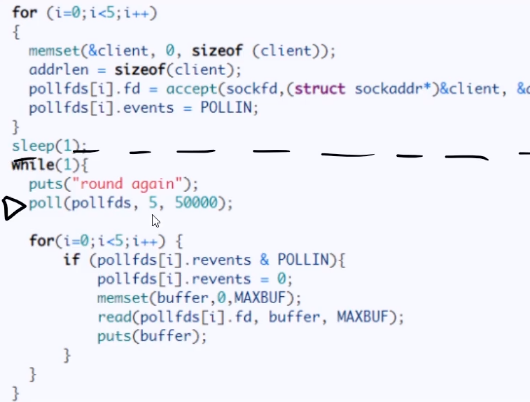 for (i=0;i<5;i++)
{
memset(&client, 0, sizeof (client));
addrlen = sizeof(client);
pollfds[i].fd = accept(sockfd,(struct sockaddr*)&client, &
pollfds[i].events = POLLIN;
}
sleep(1);
while(1){
puts("round again");
poll(pollfds, 5, 50000);
for(i=0;i<5;i++) {
if (pollfds[i].revents & POLLIN){
pollfds[i].revents = 0;
memset(buffer,0,MAXBUF);
read(pollfds[i].fd, buffer, MAXBUF);
puts(buffer);
}
}
}